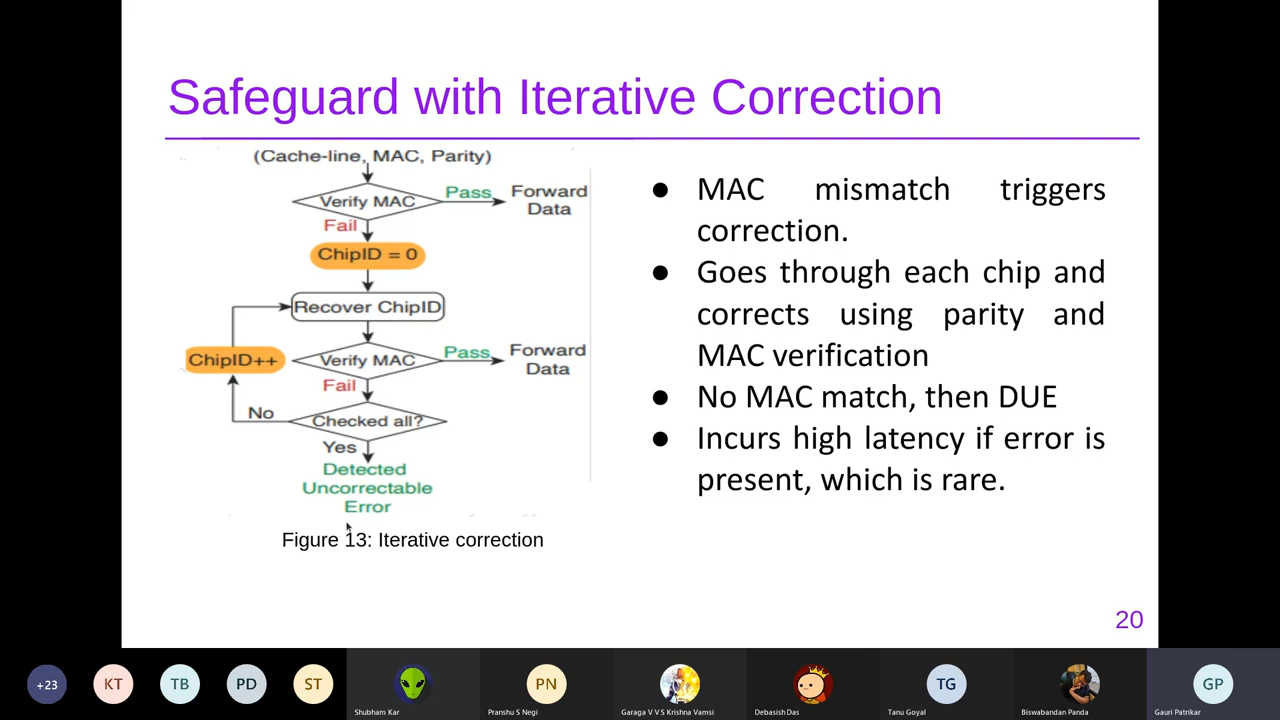 Safeguard with Iterative Correction
(Cache-line, MAC, Parity)
Verify MAC
Pass
Forward
Data
Fail
ChipID = 0
Recover ChipID
ChipID++
Verify MAC
Pass
Forward
Data
Fail
No
Checked all?
Yes
Detected
Uncorrectable
Error
Figure 13: Iterative correction
● MAC mismatch triggers
correction.
● Goes through each chip and
corrects using parity and
MAC verification
● No MAC match, then DUE
● Incurs high latency if error is
present, which is rare.
20
+23
KT
TB
PD
ST
Shubham Kar
PN
Pranshu S Negi
Garaga V V S Krishna Vamsi
Debasish Das
TG
Tanu Goyal
Biswabandan Panda
GP
Gauri Patrikar